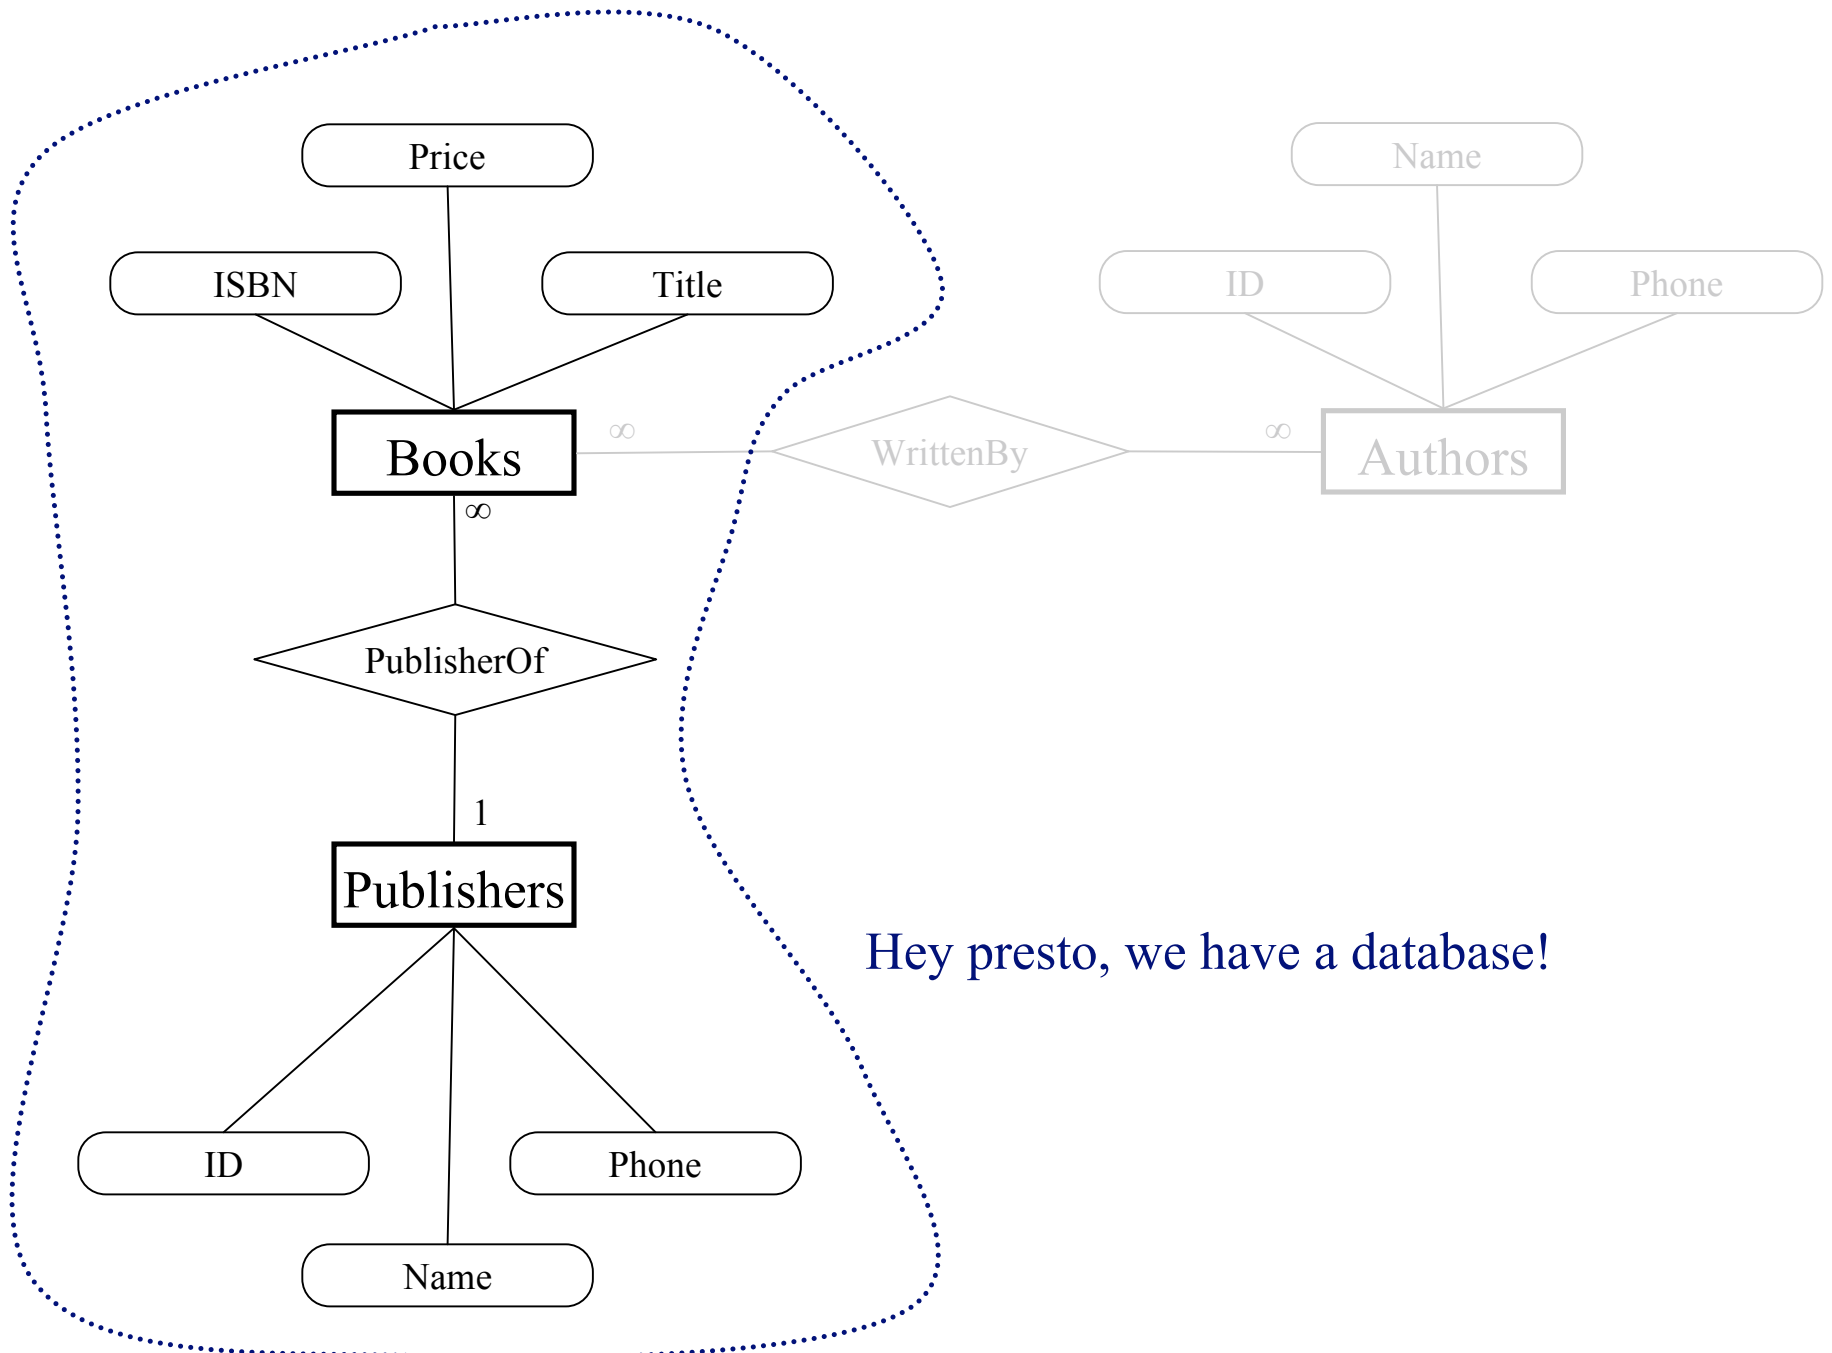 Price
Name
ISBN
Title
ID
Phone
Books
∞
WrittenBy
∞
Authors
∞
PublisherOf
1
Publishers
Hey presto, we have a database!
ID
Phone
Name